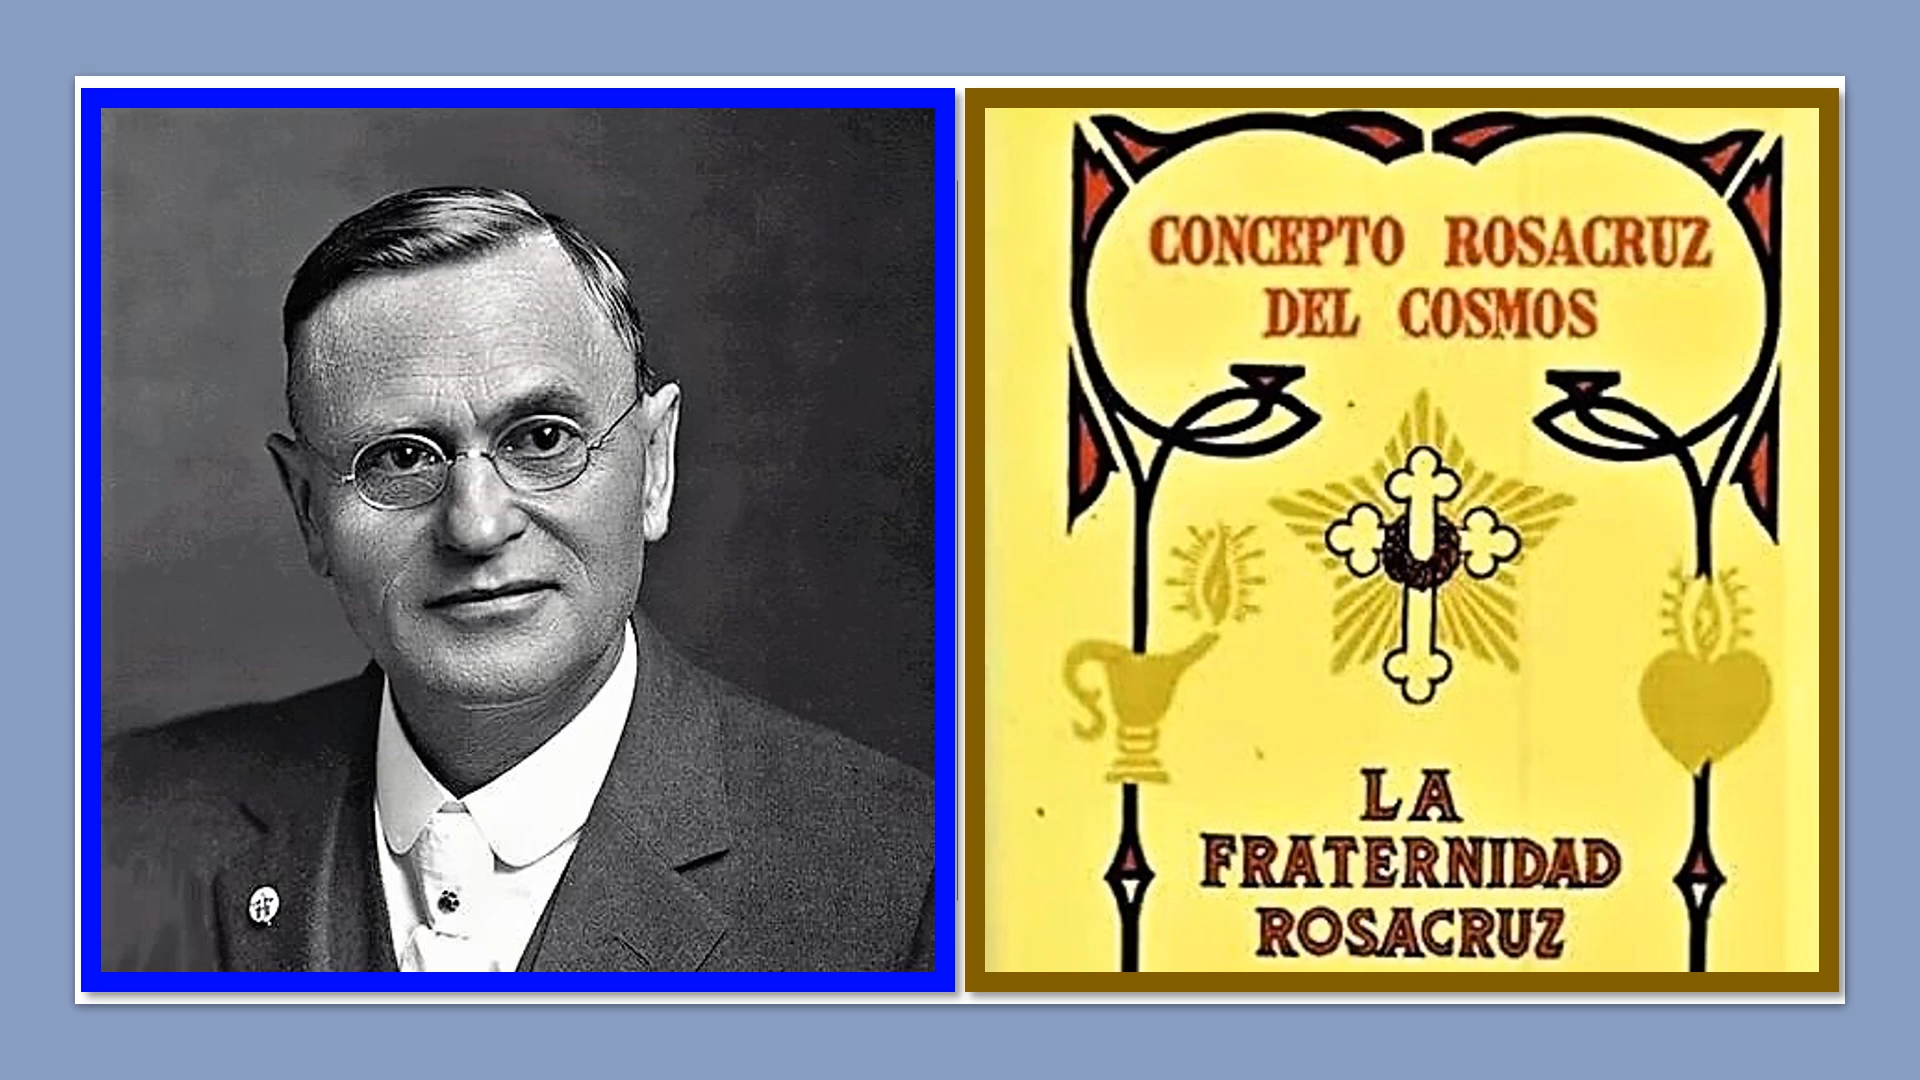 CONCEPTO ROSACRUZ
DEL COSMOS
LA
FRATERNIDAD
ROSACRUZ